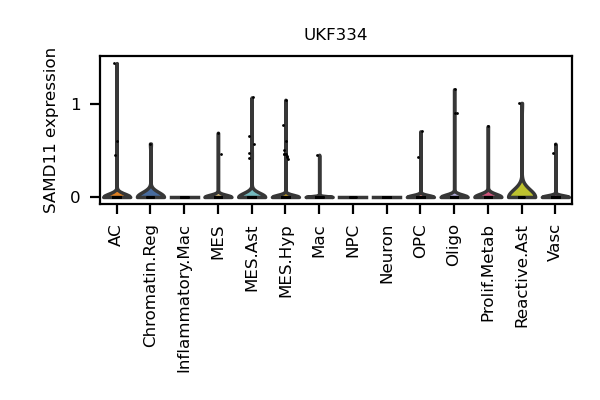 UKF334
SAMD11 expression
1
0
AC
Chromatin.Reg
Inflammatory.Mac
MES
MES.Ast
MES.Hyp
Mac
NPC
Neuron
OPC
Oligo
Prolif.Metab
Reactive.Ast
Vasc